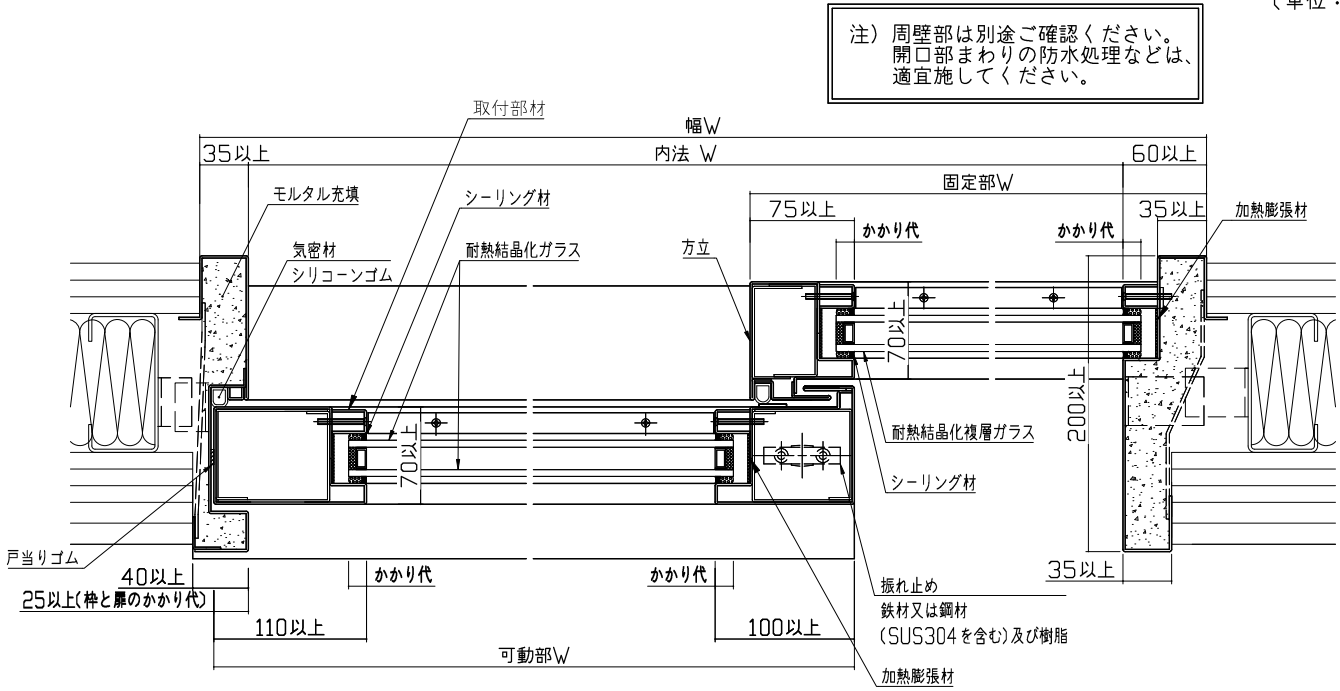 (単位:
注) 周壁部は別途ご確認ください。
開口部まわりの防水処理などは、
適宜施してください。
取付部材
幅W
35以上
内法 W
60以上
固定部W
モルタル充填
シーリング材
75以上
35以上
加熱膨張材
かかり代
かかり代
気密材
シリコーンゴム
耐熱結晶化ガラス
方立
70以上
200以上
耐熱結晶化複層ガラス
70以上
シーリング材
戸当りゴム
40以上
かかり代
かかり代
35以上
25以上(枠と扉のかかり代)
振れ止め
鉄材又は鋼材
(SUS304を含む)及び樹脂
110以上
100以上
可動部W
加熱膨張材